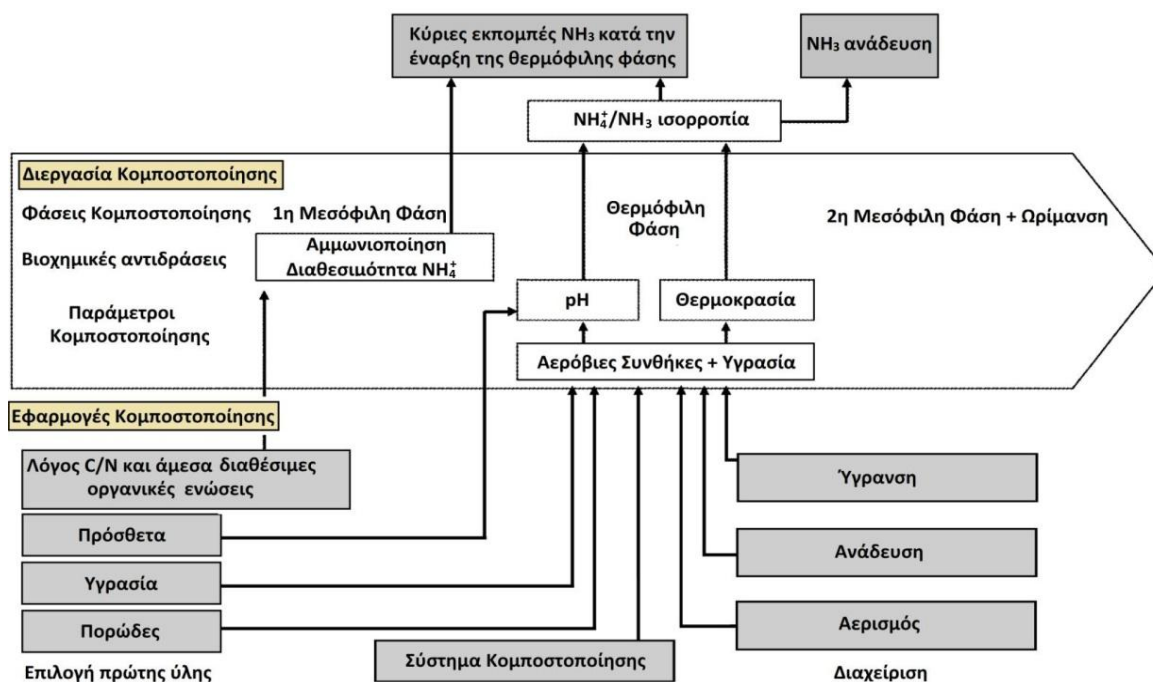 Κύριες εκπομπές NH₃ κατά την
έναρξη της θερμόφιλης φάσης
NH₃ ανάδευση
NH₄⁺/NH₃ ισορροπία
Διεργασία Κομποστοποίησης
Φάσεις Κομποστοποίησης
1η Μεσόφιλη Φάση
Θερμόφιλη
Φάση
2η Μεσόφιλη Φάση + Ωρίμανση
Βιοχημικές αντιδράσεις
Αμμωνιοποίηση
Διαθεσιμότητα NH₄⁺
Παράμετροι
Κομποστοποίησης
pH
Θερμοκρασία
Αερόβιες Συνθήκες + Υγρασία
Εφαρμογές Κομποστοποίησης
Λόγος C/N και άμεσα διαθέσιμες
οργανικές ενώσεις
Πρόσθετα
Υγρασία
Πορώδες
Επιλογή πρώτης ύλης
Σύστημα Κομποστοποίησης
Ύγρανση
Ανάδευση
Αερισμός
Διαχείριση